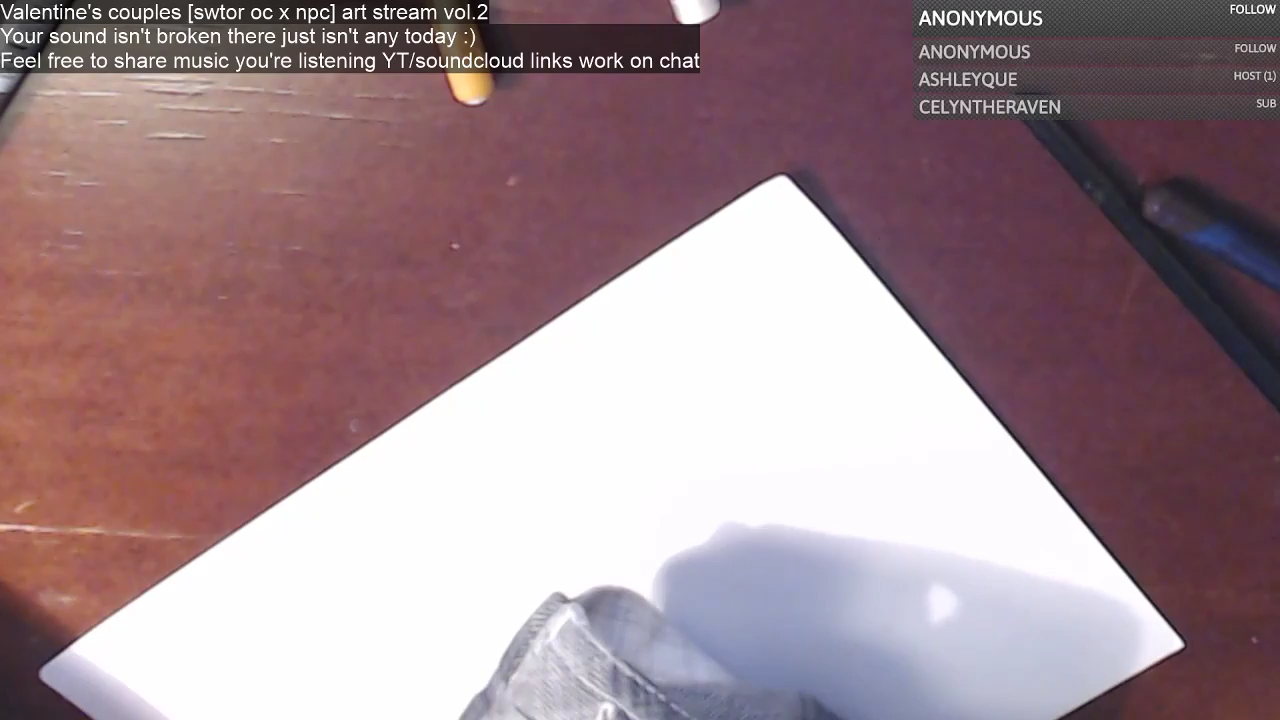 Valentine's couples [swtor oc x npc] art stream vol.2
Your sound isn't broken there just isn't any today :)
Feel free to share music you're listening YT/soundcloud links work on chat
ANONYMOUS FOLLOW
ANONYMOUS FOLLOW
ASHLEYQUE HOST (1)
CELYNTHERAVEN SUB